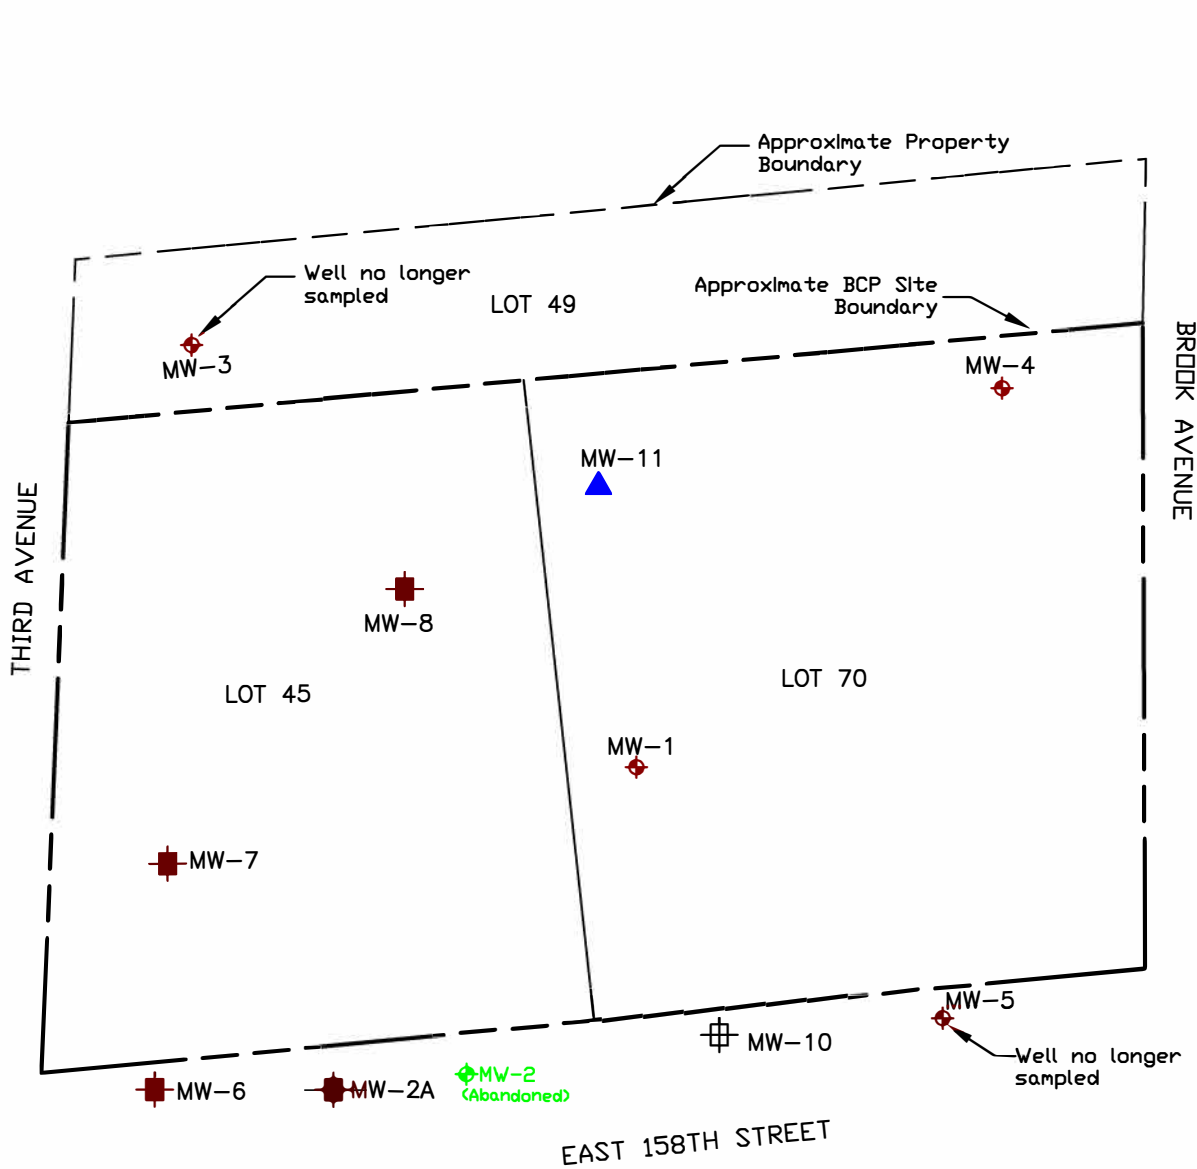 Approximate Property
Boundary
Well no longer
sampled
LOT 49
Approximate BCP Site
Boundary
MW-3
MW-4
BROOK AVENUE
MW-11
THIRD AVENUE
MW-8
LOT 45
LOT 70
MW-1
MW-7
MW-5
MW-10
Well no longer
sampled
MW-6
MW-2A
MW-2
(Abandoned)
EAST 158TH STREET